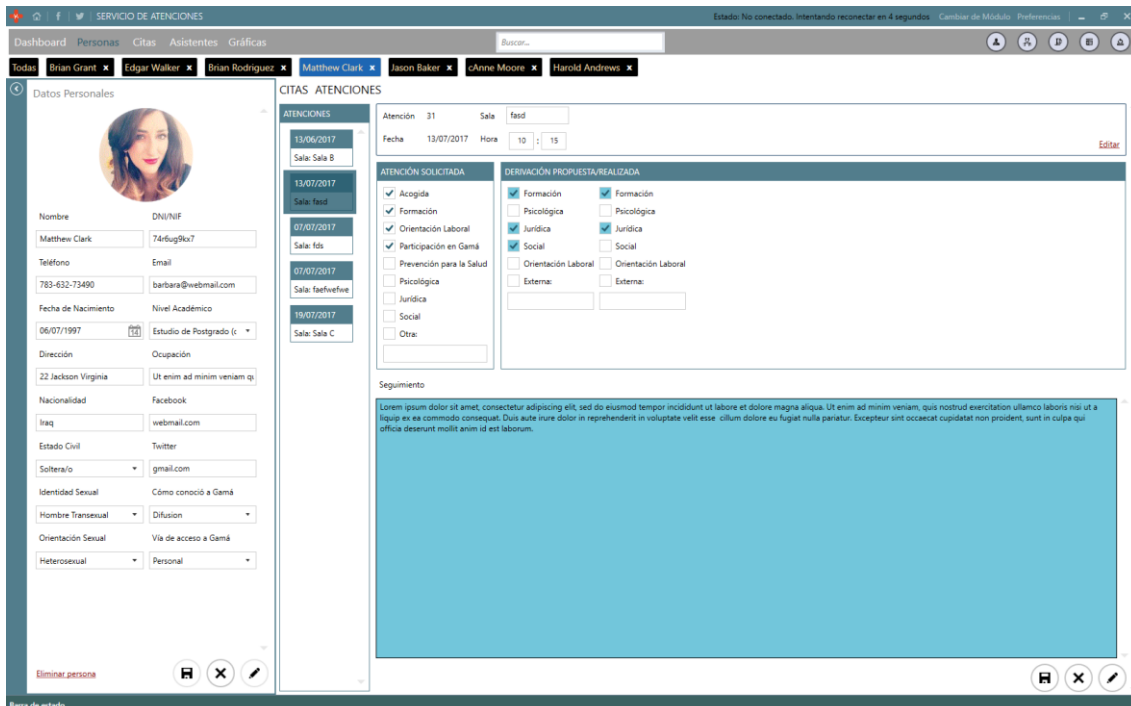 SERVICIO DE ATENCIONES
Estado: No conectado. Intentando reconectar en 4 segundos Cambiar de Módulo Preferencias
Dashboard Personas Citas Asistentes Gráficas
Buscar...
Todas Brian Grant x Edgar Walker x Brian Rodriguez x Matthew Clark x Jason Baker x cAnne Moore x Harold Andrews x
Datos Personales
Nombre DNI/NIF
Matthew Clark 74r6ug9kx7
Teléfono Email
783-632-73490 barbara@webmail.com
Fecha de Nacimiento Nivel Académico
06/07/1997 14 Estudio de Postgrado (c
Dirección Ocupación
22 Jackson Virginia Ut enim ad minim veniam qu
Nacionalidad Facebook
Iraq webmail.com
Estado Civil Twitter
Soltera/o gmail.com
Identidad Sexual Cómo conoció a Gamá
Hombre Transexual Difusion
Orientación Sexual Vía de acceso a Gamá
Heterosexual Personal
Eliminar persona
CITAS ATENCIONES
ATENCIONES
13/06/2017
Sala: Sala B
13/07/2017
Sala: fasd
07/07/2017
Sala: fds
07/07/2017
Sala: faefwefwe
19/07/2017
Sala: Sala C
Atención 31 Sala fasd
Fecha 13/07/2017 Hora 10 : 15
Editar
ATENCIÓN SOLICITADA
Acogida
Formación
Orientación Laboral
Participación en Gamá
Prevención para la Salud
Psicológica
Jurídica
Social
Otra:
DERIVACIÓN PROPUESTA/REALIZADA
Formación Formación
Psicológica Psicológica
Jurídica Jurídica
Social Social
Orientación Laboral Orientación Laboral
Externa: Externa:
Seguimiento
Lorem ipsum dolor sit amet, consectetur adipiscing elit, sed do eiusmod tempor incididunt ut labore et dolore magna aliqua. Ut enim ad minim veniam, quis nostrud exercitation ullamco laboris nisi ut a
liquip ex ea commodo consequat. Duis aute irure dolor in reprehenderit in voluptate velit esse cillum dolore eu fugiat nulla pariatur. Excepteur sint occaecat cupidatat non proident, sunt in culpa qui
officia deserunt mollit anim id est laborum.
Barra de estado